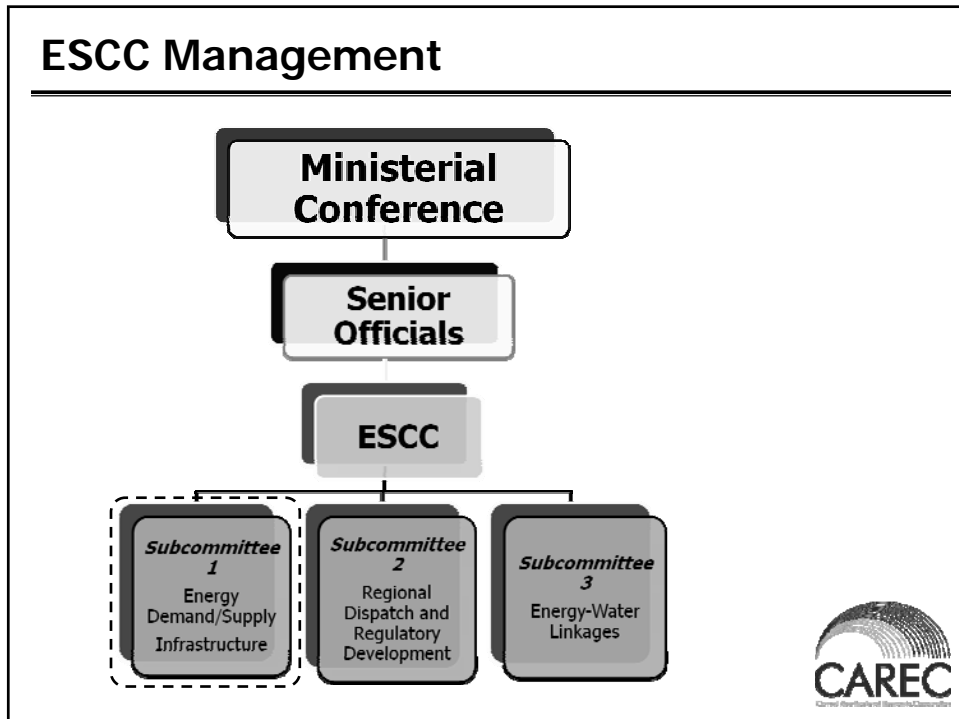 ESCC Management
Ministerial
Conference
Senior
Officials
ESCC
Subcommittee
1
Energy
Demand/Supply
Infrastructure
Subcommittee
2
Regional
Dispatch and
Regulatory
Development
Subcommittee
3
Energy-Water
Linkages
CAREC